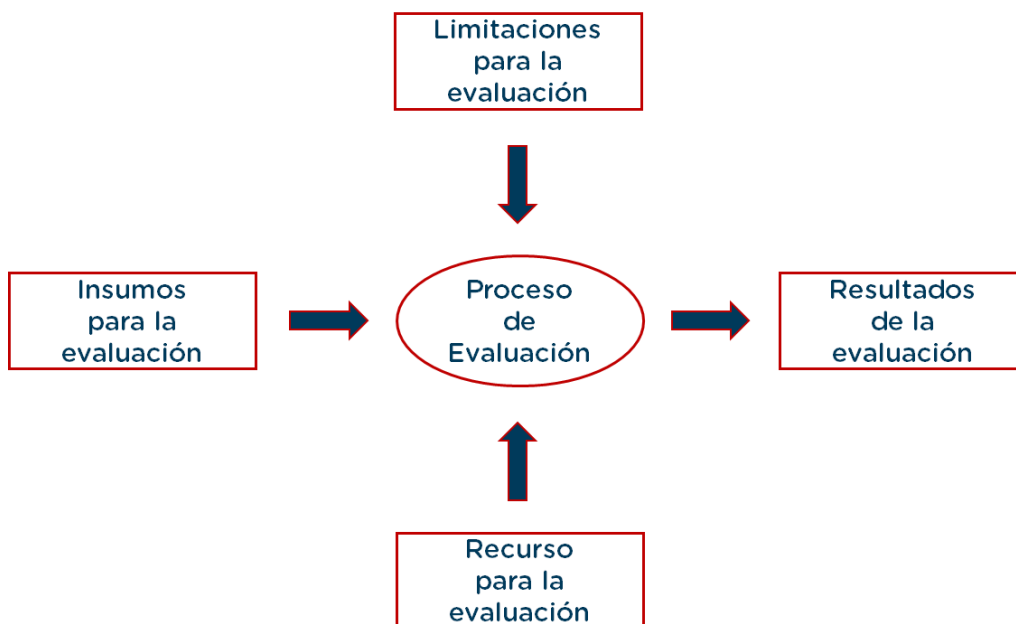 Limitaciones
para la
evaluación
Insumos
para la
evaluación
Proceso
de
Evaluación
Resultados
de la
evaluación
Recurso
para la
evaluación